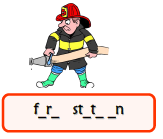 f_r_ st_t_ _n